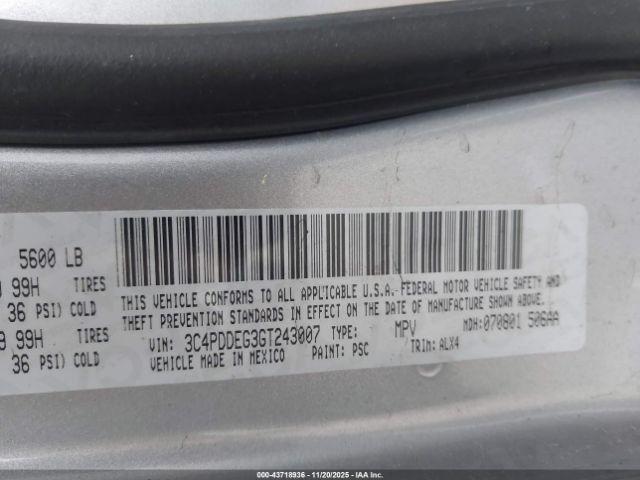 5600 LB
99H TIRES
36 PSI) COLD
99H TIRES
36 PSI) COLD
THIS VEHICLE CONFORMS TO ALL APPLICABLE U.S.A. FEDERAL MOTOR VEHICLE SAFETY AND
THEFT PREVENTION STANDARDS IN EFFECT ON THE DATE OF MANUFACTURE SHOWN ABOVE.
VIN: 3C4PDDEG3GT243007 TYPE: MPV MDH:070801 506AA
VEHICLE MADE IN MEXICO PAINT: PSC TRIM: ALX4
000-43718936 - 11/20/2025 - IAA Inc.